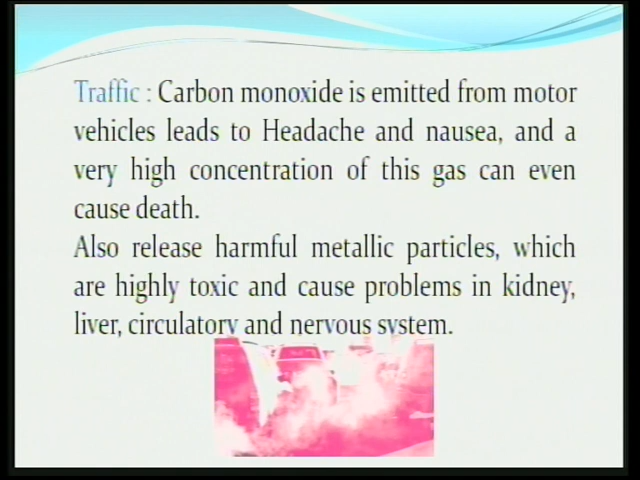 Traffic : Carbon monoxide is emitted from motor
vehicles leads to Headache and nausea, and a
very high concentration of this gas can even
cause death.
Also release harmful metallic particles, which
are highly toxic and cause problems in kidney,
liver, circulatory and nervous system.